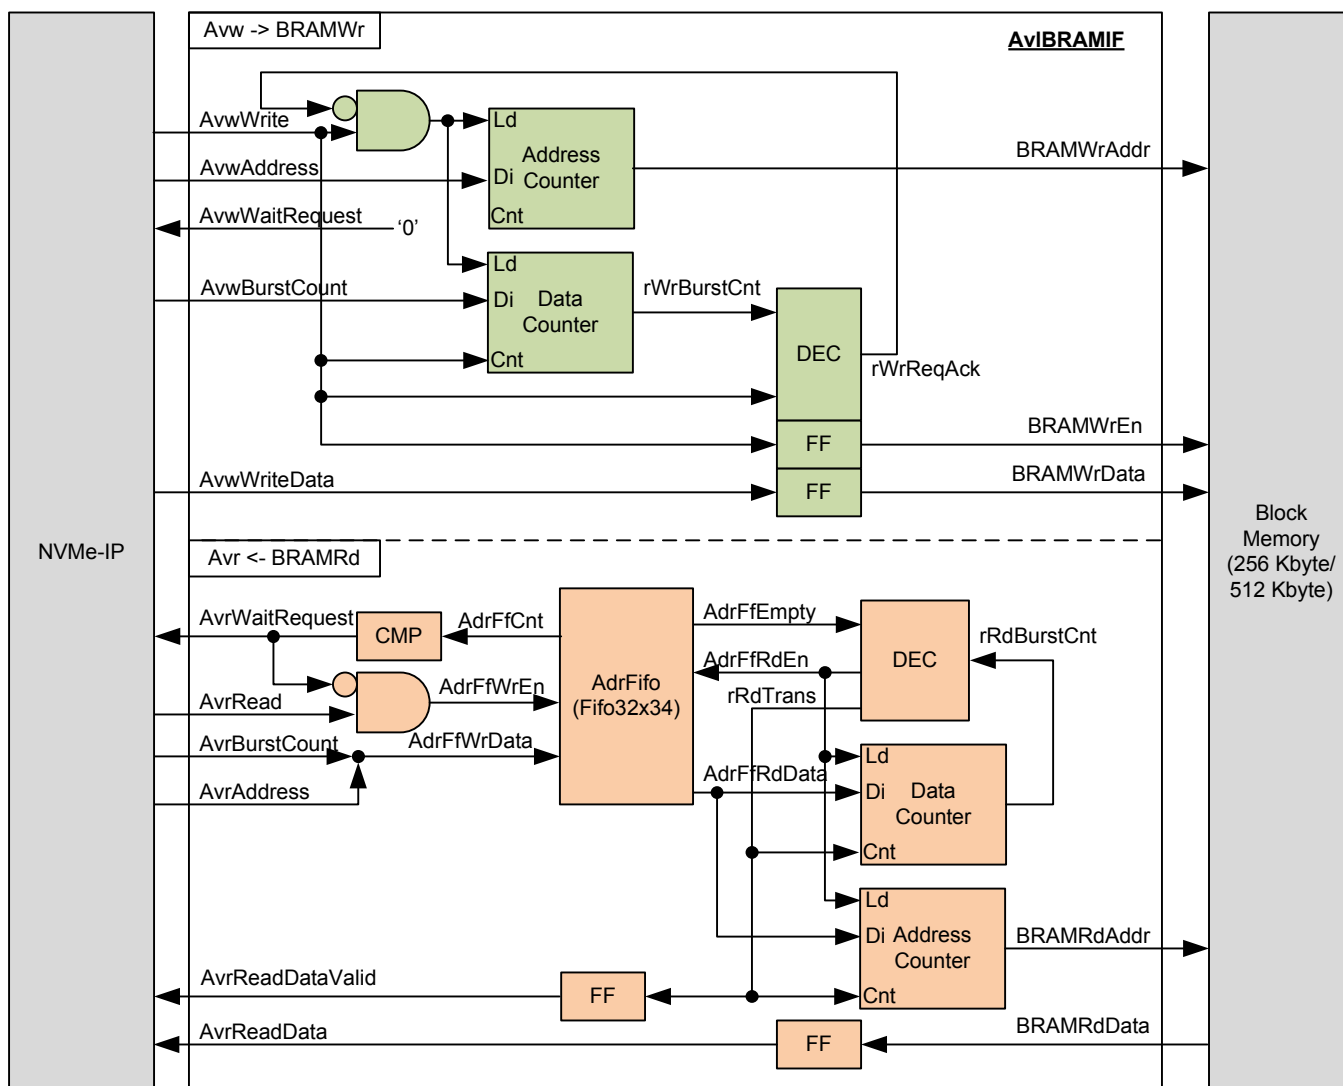 Avw -> BRAMWr
AvlBRAMIF
AvwWrite
Ld
AvwAddress
Di
Address
Counter
BRAMWrAddr
AvwWaitRequest
‘0’
Cnt
Ld
AvwBurstCount
Di
Data
Counter
rWrBurstCnt
Cnt
DEC
rWrReqAck
FF
BRAMWrEn
AvwWriteData
FF
BRAMWrData
NVMe-IP
Block
Memory
(256 Kbyte/
512 Kbyte)
Avr <- BRAMRd
AvrWaitRequest
CMP
AdrFfCnt
AdrFfEmpty
DEC
rRdBurstCnt
AdrFfRdEn
AvrRead
AdrFfWrEn
AdrFifo
(Fifo32x34)
rRdTrans
AvrBurstCount
AdrFfWrData
AvrAddress
AdrFfRdData
Ld
Di
Data
Counter
Cnt
Ld
Di
Address
Counter
BRAMRdAddr
Cnt
AvrReadDataValid
FF
AvrReadData
FF
BRAMRdData